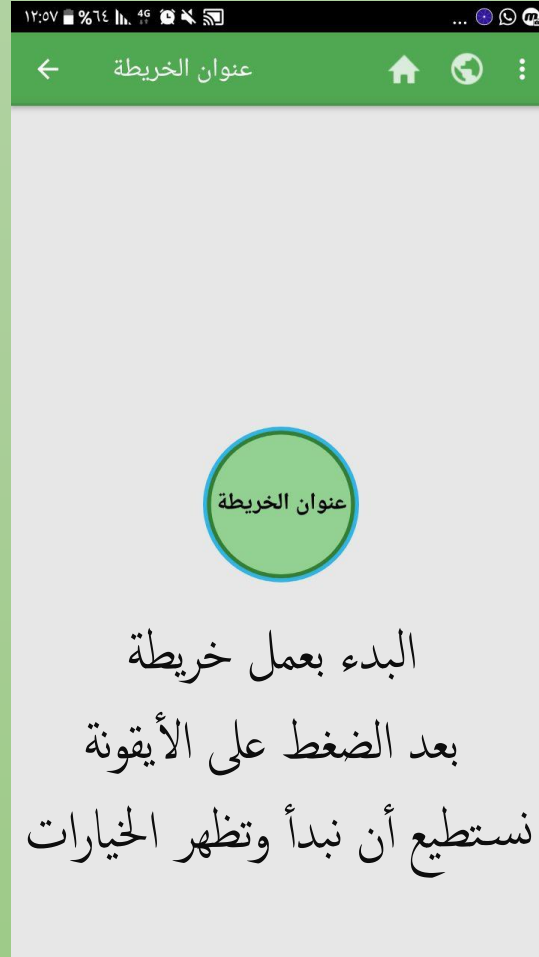 ١٢:٥٧ %٦٤ 4G ...
عنوان الخريطة
عنوان الخريطة
البدء بعمل خريطة
بعد الضغط على الأيقونة
نستطيع أن نبدأ وتظهر الخيارات